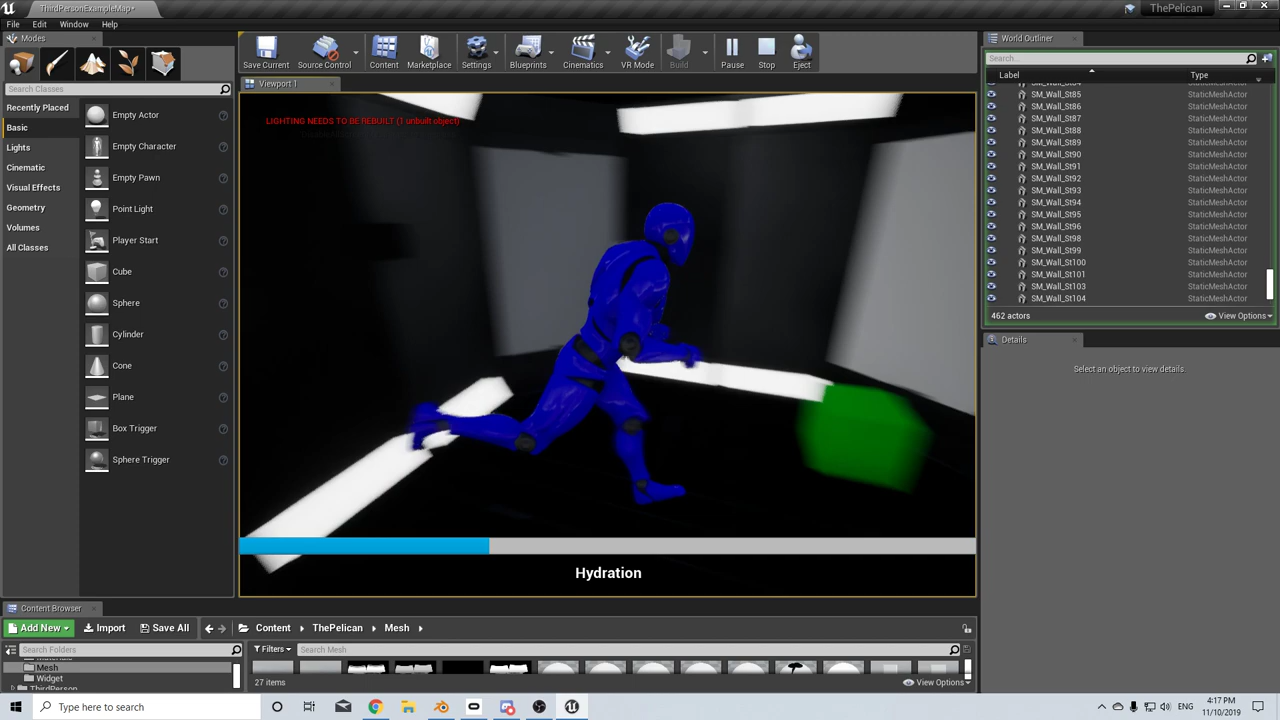 ThirdPersonExampleMap*
ThePelican
File Edit Window Help
Modes
World Outliner
Save Current Source Control Content Marketplace Settings Blueprints Cinematics VR Mode Build Pause Stop Eject
Search Classes
Viewport 1
Search...
Label Type
Recently Placed
Basic
Lights
Cinematic
Visual Effects
Geometry
Volumes
All Classes
Empty Actor
Empty Character
Empty Pawn
Point Light
Player Start
Cube
Sphere
Cylinder
Cone
Plane
Box Trigger
Sphere Trigger
LIGHTING NEEDS TO BE REBUILT (1 unbuilt object)
Hydration
SM_Wall_St85 StaticMeshActor
SM_Wall_St86 StaticMeshActor
SM_Wall_St87 StaticMeshActor
SM_Wall_St88 StaticMeshActor
SM_Wall_St89 StaticMeshActor
SM_Wall_St90 StaticMeshActor
SM_Wall_St91 StaticMeshActor
SM_Wall_St92 StaticMeshActor
SM_Wall_St93 StaticMeshActor
SM_Wall_St94 StaticMeshActor
SM_Wall_St95 StaticMeshActor
SM_Wall_St96 StaticMeshActor
SM_Wall_St98 StaticMeshActor
SM_Wall_St99 StaticMeshActor
SM_Wall_St100 StaticMeshActor
SM_Wall_St101 StaticMeshActor
SM_Wall_St103 StaticMeshActor
SM_Wall_St104 StaticMeshActor
462 actors View Options
Details
Select an object to view details.
Content Browser
Add New Import Save All Content ThePelican Mesh
Search Folders
Filters Search Mesh
Mesh
Widget
27 items View Options
Type here to search
ENG
4:17 PM
11/10/2019